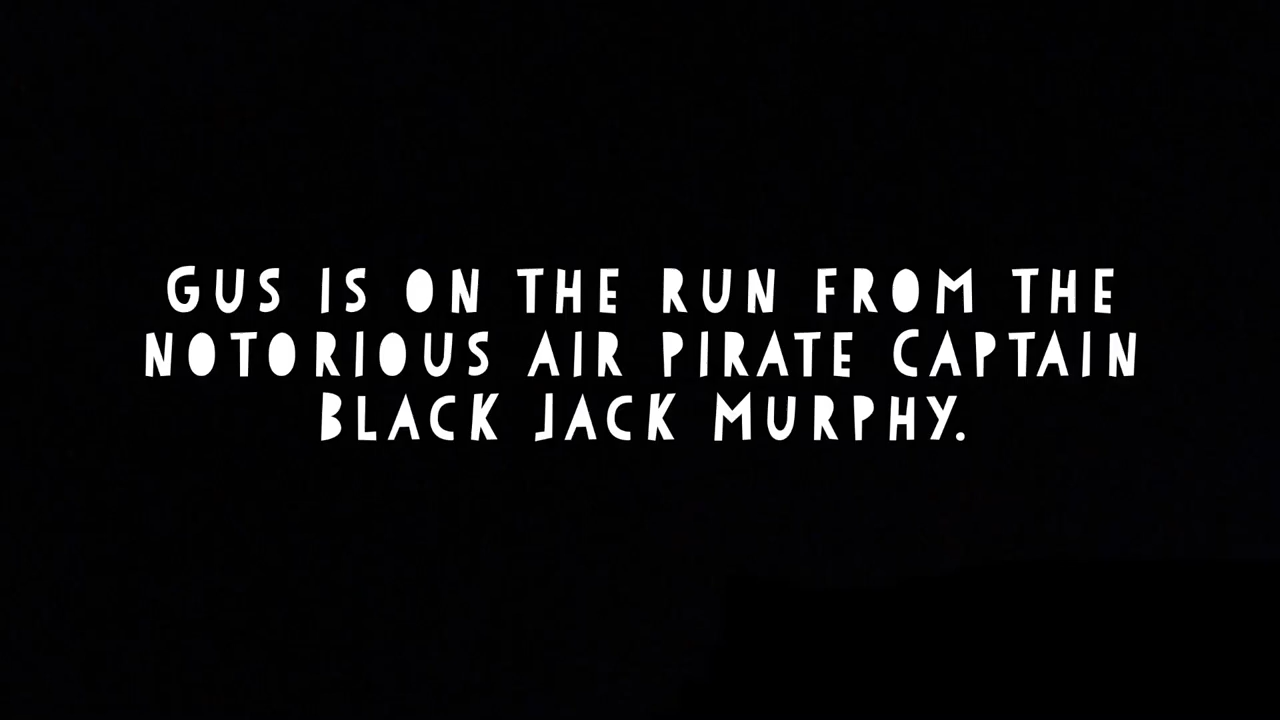 GUS IS ON THE RUN FROM THE
NOTORIOUS AIR PIRATE CAPTAIN
BLACK JACK MURPHY.